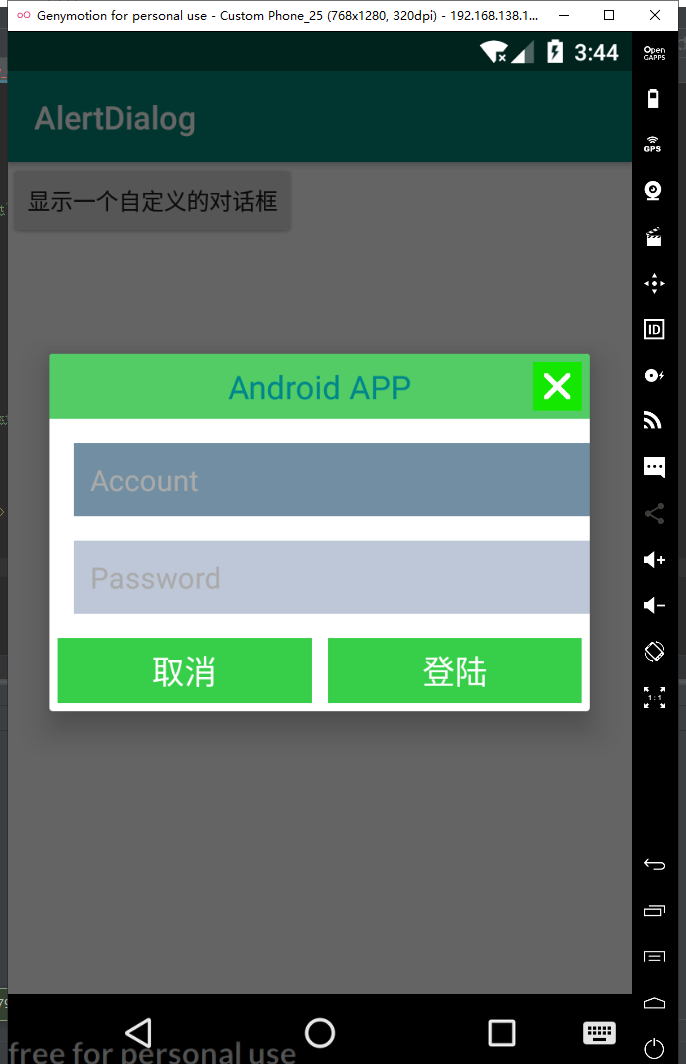 Genymotion for personal use - Custom Phone_25 (768x1280, 320dpi) - 192.168.138.1...
3:44
Open
GAPPS
AlertDialog
GPS
显示一个自定义的对话框
ID
Android APP
Account
Password
取消
登陆
1:1
free for personal use